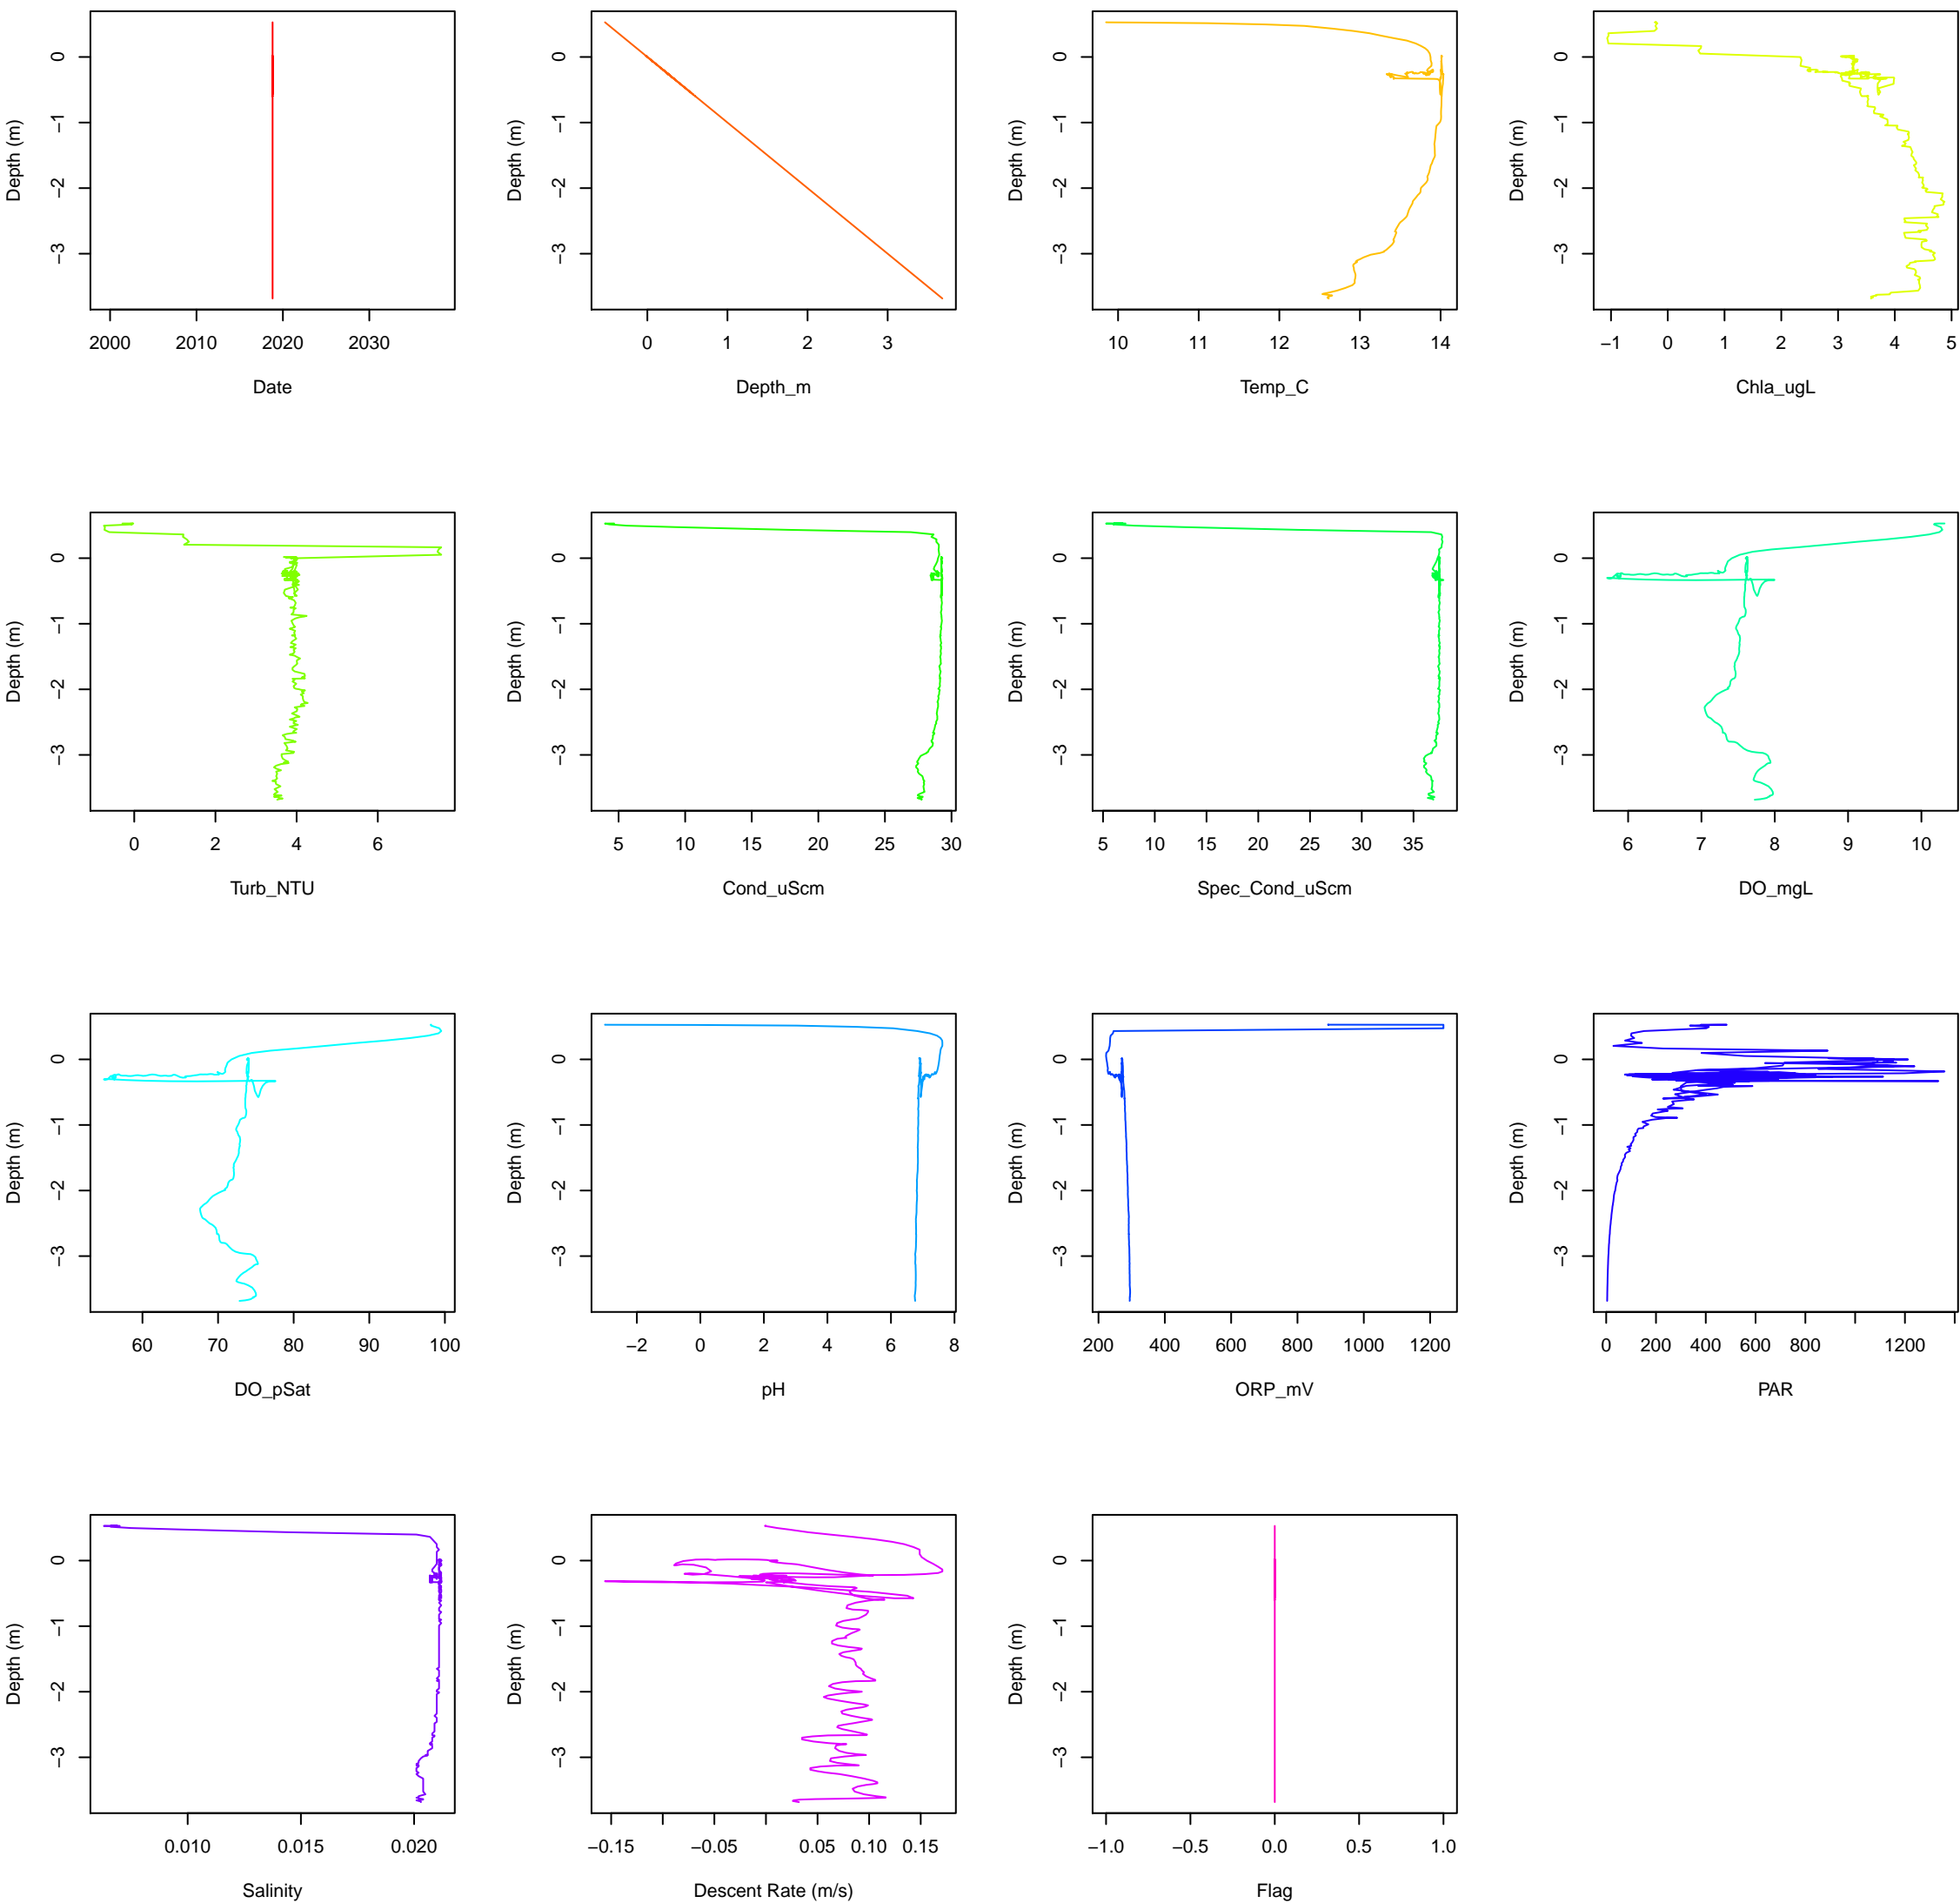 0 0 0 0
Depth (m) Depth (m) Depth (m) Depth (m)
−1 −1 −1 −1
−2 −2 −2 −2
−3 −3 −3 −3
2000 2010 2020 2030 0 1 2 3 10 11 12 13 14 −1 0 1 2 3 4 5
Date Depth_m Temp_C Chla_ugL
0 0 0 0
Depth (m) Depth (m) Depth (m) Depth (m)
−1 −1 −1 −1
−2 −2 −2 −2
−3 −3 −3 −3
0 2 4 6 5 10 15 20 25 30 5 10 15 20 25 30 35 6 7 8 9 10
Turb_NTU Cond_uScm Spec_Cond_uScm DO_mgL
0 0 0 0
Depth (m) Depth (m) Depth (m) Depth (m)
−1 −1 −1 −1
−2 −2 −2 −2
−3 −3 −3 −3
60 70 80 90 100 −2 0 2 4 6 8 200 400 600 800 1000 1200 0 200 400 600 800 1200
DO_pSat pH ORP_mV PAR
0 0 0
Depth (m) Depth (m) Depth (m)
−1 −1 −1
−2 −2 −2
−3 −3 −3
0.010 0.015 0.020 −0.15 −0.05 0.05 0.10 0.15 −1.0 −0.5 0.0 0.5 1.0
Salinity Descent Rate (m/s) Flag